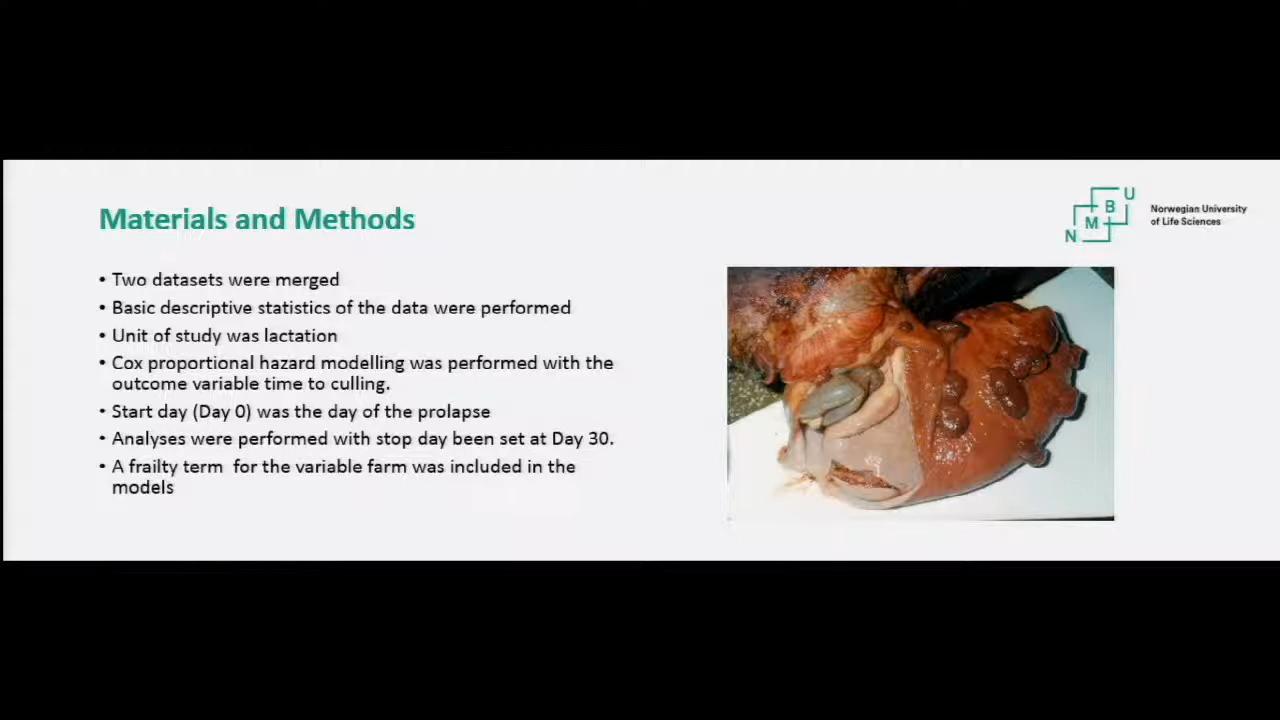 Materials and Methods
• Two datasets were merged
• Basic descriptive statistics of the data were performed
• Unit of study was lactation
• Cox proportional hazard modelling was performed with the
outcome variable time to culling.
• Start day (Day 0) was the day of the prolapse
• Analyses were performed with stop day been set at Day 30.
• A frailty term  for the variable farm was included in the
models
N M B U
Norwegian University
of Life Sciences